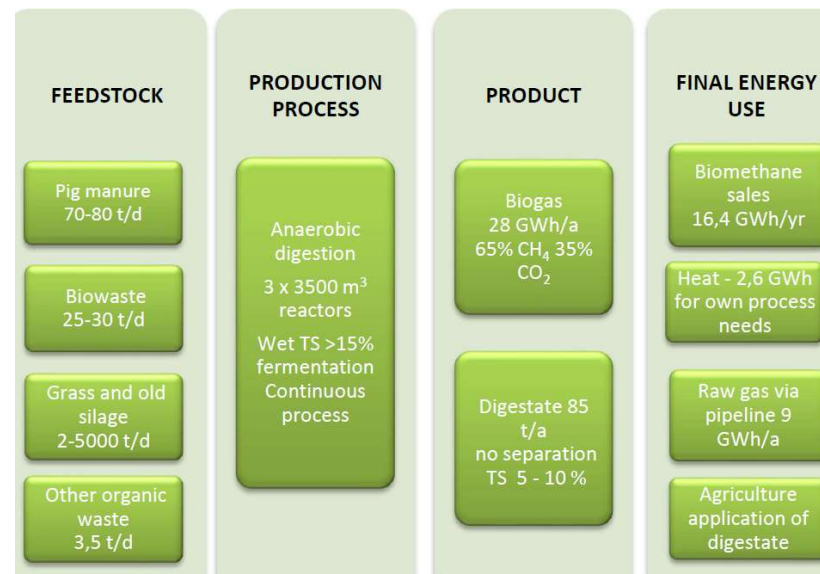 FEEDSTOCK
Pig manure
70-80 t/d
Biowaste
25-30 t/d
Grass and old
silage
2-5000 t/d
Other organic
waste
3,5 t/d
PRODUCTION
PROCESS
Anaerobic
digestion
3 x 3500 m³
reactors
Wet TS >15%
fermentation
Continuous
process
PRODUCT
Biogas
28 GWh/a
65% CH₄ 35%
CO₂
Digestate 85
t/a
no separation
TS 5 - 10 %
FINAL ENERGY
USE
Biomethane
sales
16,4 GWh/yr
Heat - 2,6 GWh
for own process
needs
Raw gas via
pipeline 9
GWh/a
Agriculture
application of
digestate